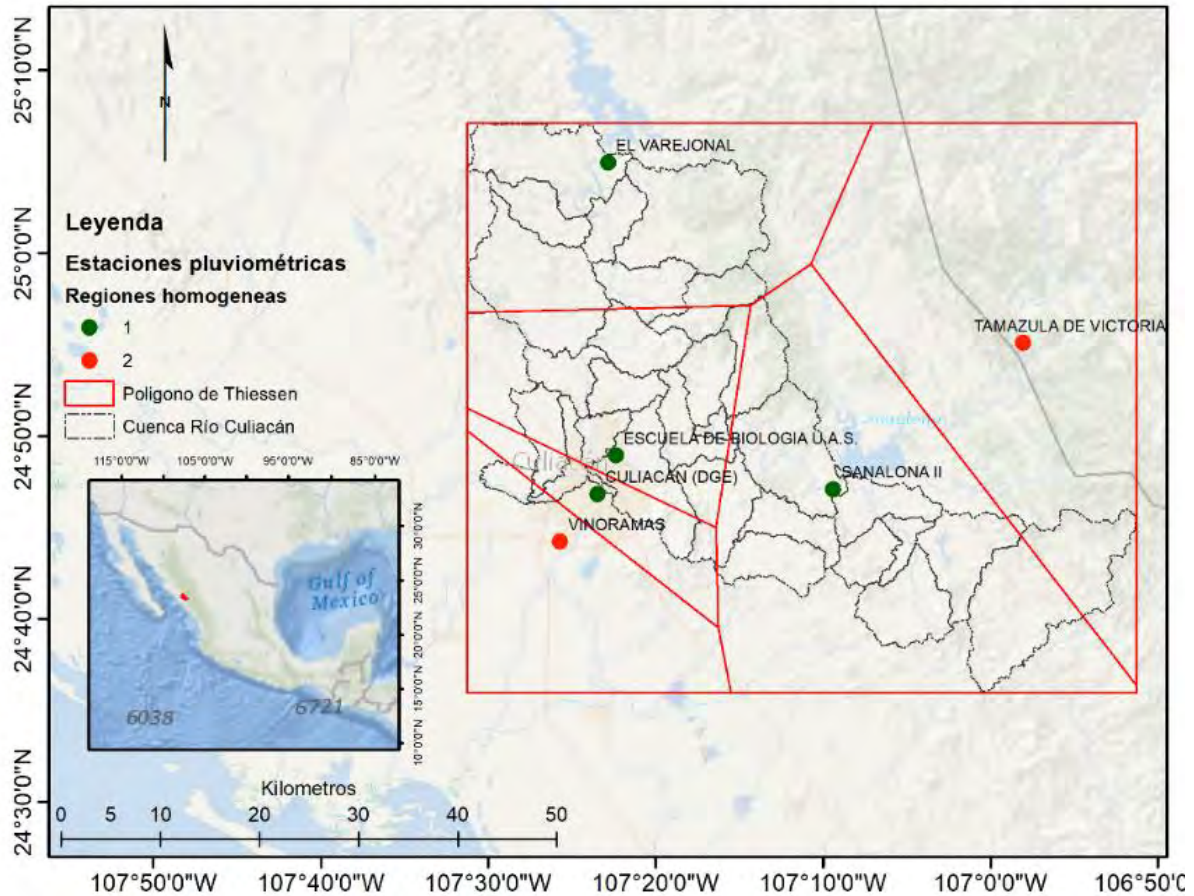 25°10'0"N
25°0'0"N
24°50'0"N
24°40'0"N
24°30'0"N
N
Leyenda
Estaciones pluviométricas
Regiones homogeneas
1
2
Poligono de Thiessen
Cuenca Río Culiacán
EL VAREJONAL
TAMAZULA DE VICTORIA
ESCUELA DE BIOLOGIA U.A.S.
CULIACÁN (DGE)
SANALONA II
VINORAMAS
115°0'0"W 105°0'0"W 95°0'0"W 85°0'0"W
Gulf of
Mexico
6038
6721
30°0'0"N
25°0'0"N
20°0'0"N
15°0'0"N
10°0'0"N
Kilometros
0 5 10 20 30 40 50
107°50'0"W 107°40'0"W 107°30'0"W 107°20'0"W 107°10'0"W 107°0'0"W